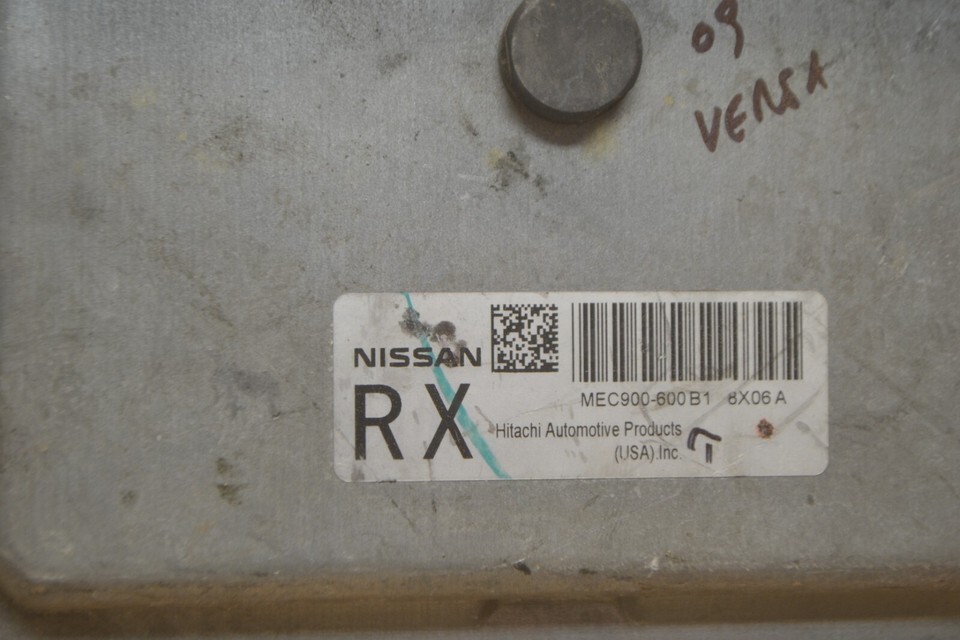 09
VERSA
NISSAN
RX
MEC900-600 B1 8X06 A
Hitachi Automotive Products
(USA).Inc.